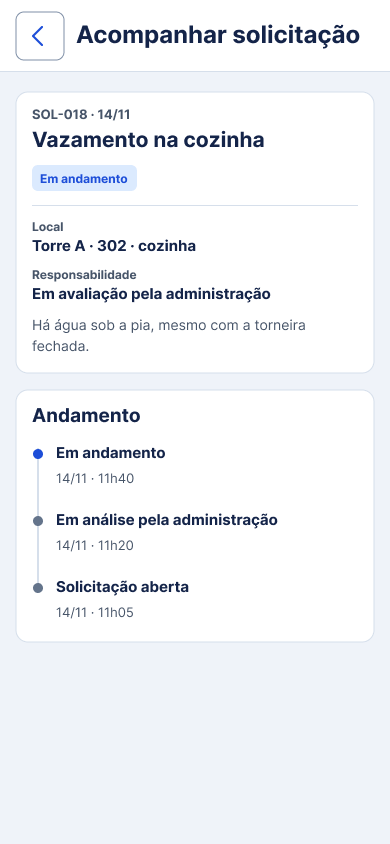 Acompanhar solicitação
SOL-018 · 14/11
Vazamento na cozinha
Em andamento
Local
Torre A · 302 · cozinha
Responsabilidade
Em avaliação pela administração
Há água sob a pia, mesmo com a torneira
fechada.
Andamento
Em andamento
14/11 · 11h40
Em análise pela administração
14/11 · 11h20
Solicitação aberta
14/11 · 11h05